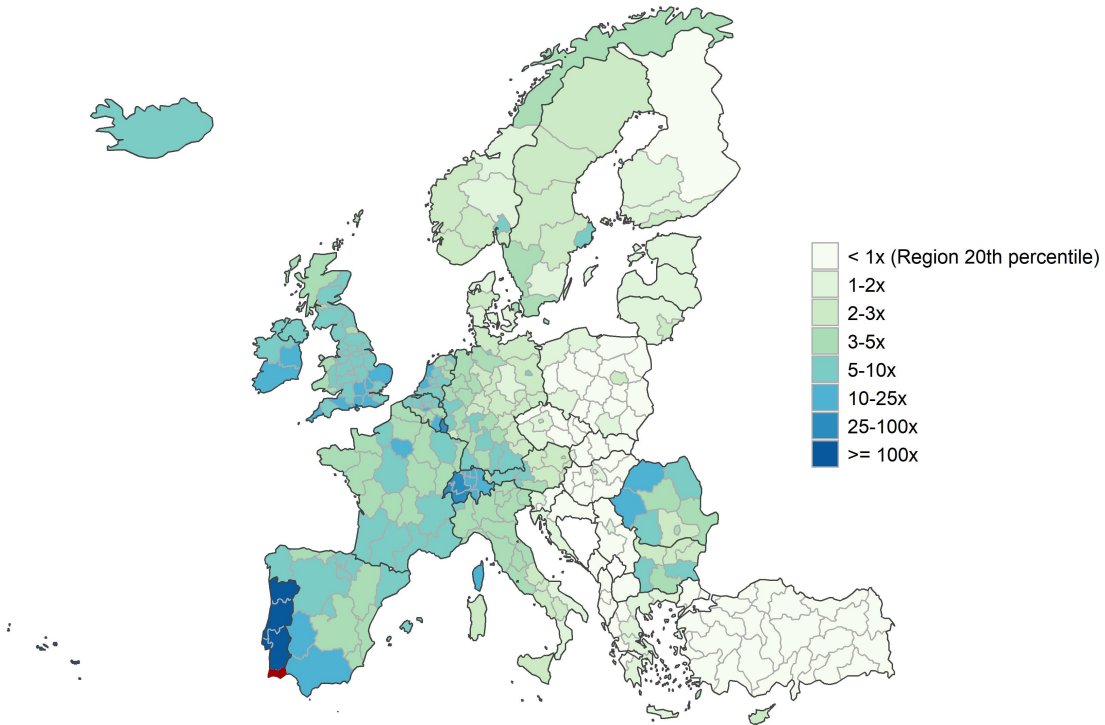 < 1x (Region 20th percentile)
1-2x
2-3x
3-5x
5-10x
10-25x
25-100x
>= 100x